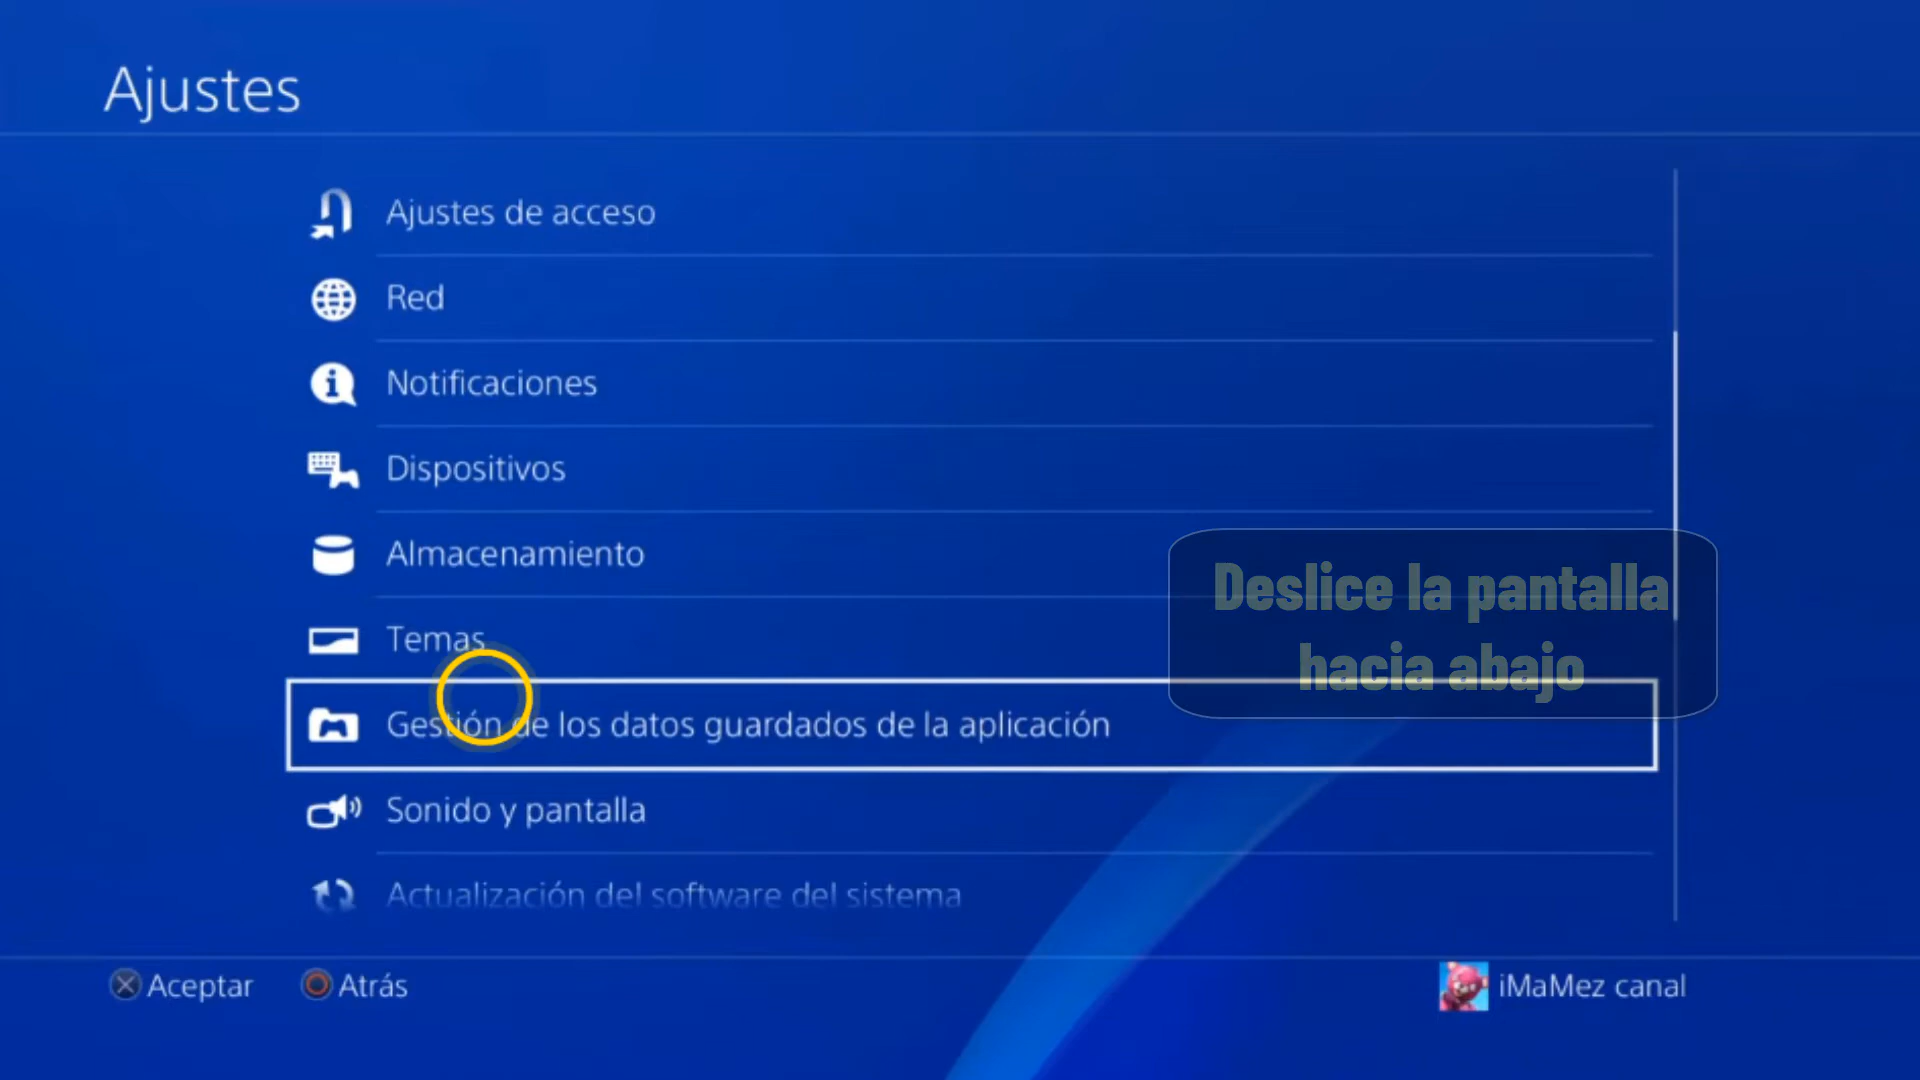 Ajustes
Ajustes de acceso
Red
Notificaciones
Dispositivos
Almacenamiento
Deslice la pantalla
hacia abajo
Temas
Gestión de los datos guardados de la aplicación
Sonido y pantalla
Actualización del software del sistema
Aceptar
Atrás
iMaMez canal